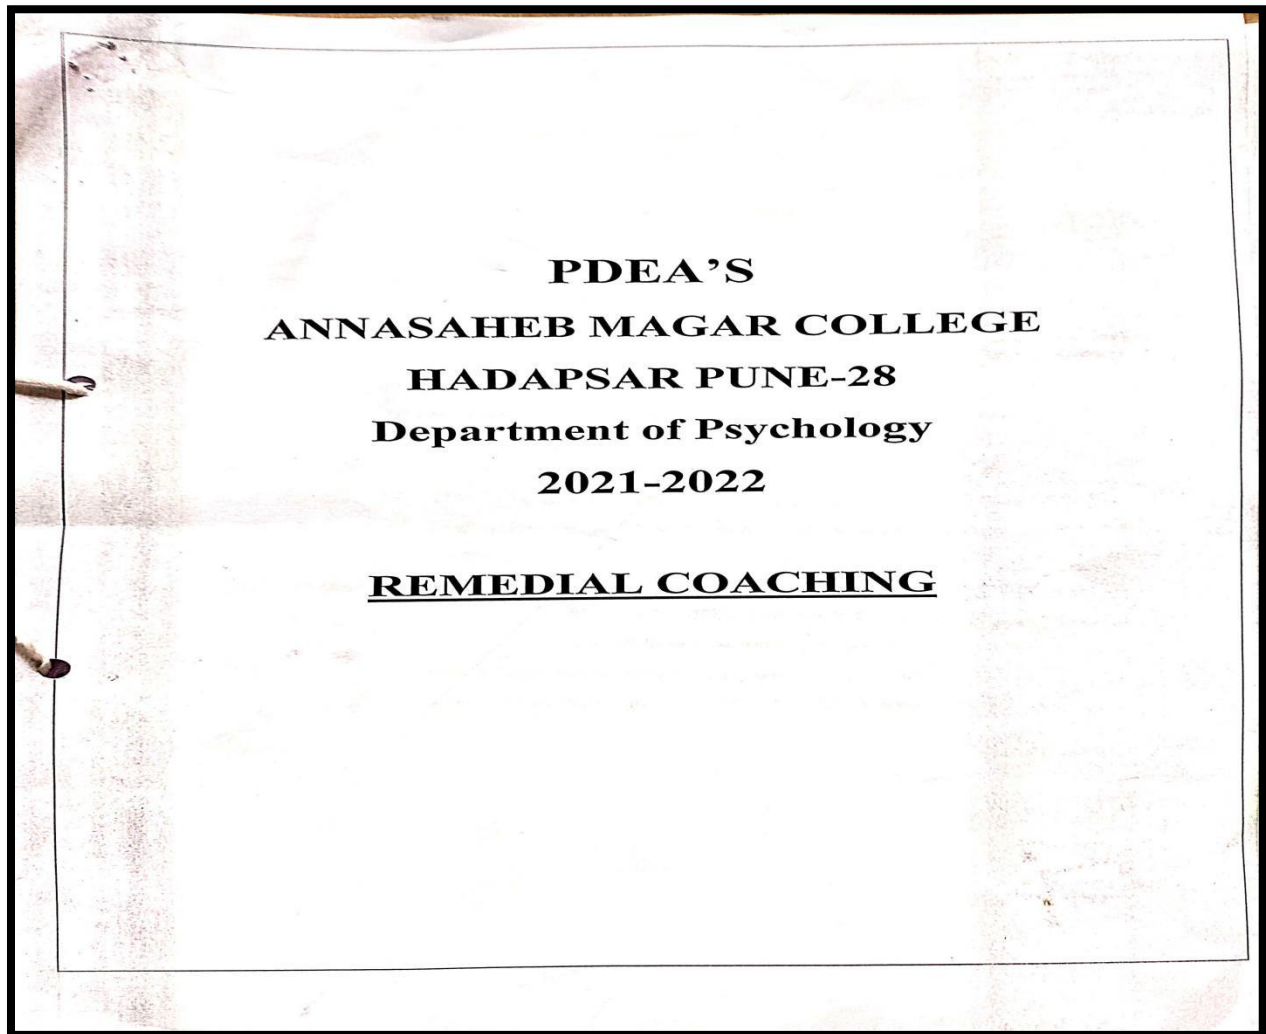 PDEA’S
ANNASAHEB MAGAR COLLEGE
HADAPSAR PUNE-28
Department of Psychology
2021-2022
REMEDIAL COACHING